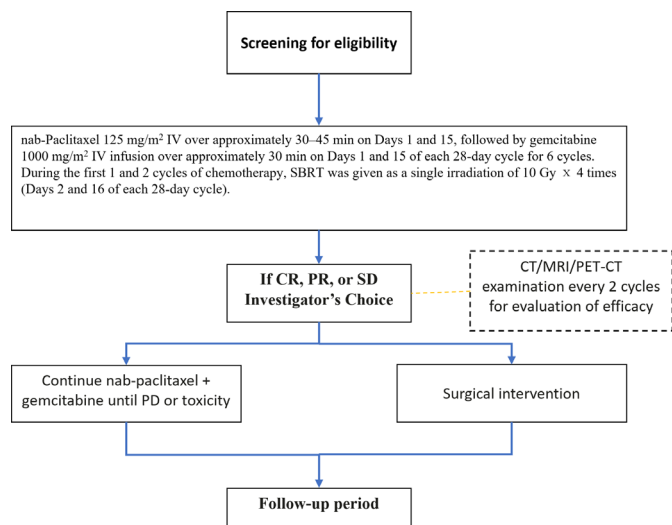 Screening for eligibility
nab-Paclitaxel 125 mg/m² IV over approximately 30–45 min on Days 1 and 15, followed by gemcitabine
1000 mg/m² IV infusion over approximately 30 min on Days 1 and 15 of each 28-day cycle for 6 cycles.
During the first 1 and 2 cycles of chemotherapy, SBRT was given as a single irradiation of 10 Gy × 4 times
(Days 2 and 16 of each 28-day cycle).
If CR, PR, or SD
Investigator’s Choice
CT/MRI/PET-CT
examination every 2 cycles
for evaluation of efficacy
Continue nab-paclitaxel +
gemcitabine until PD or toxicity
Surgical intervention
Follow-up period